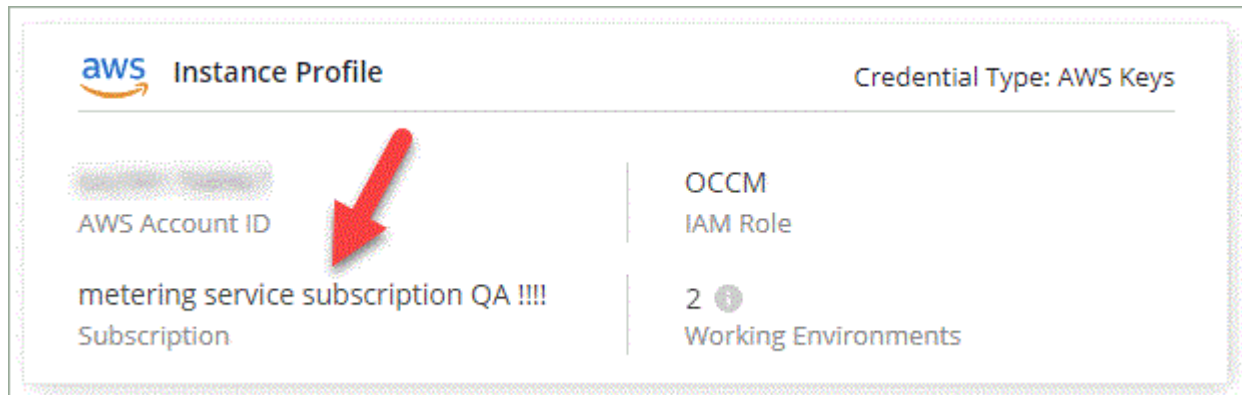 aws Instance Profile
Credential Type: AWS Keys
AWS Account ID
OCCM
IAM Role
metering service subscription QA !!!!
Subscription
2
Working Environments